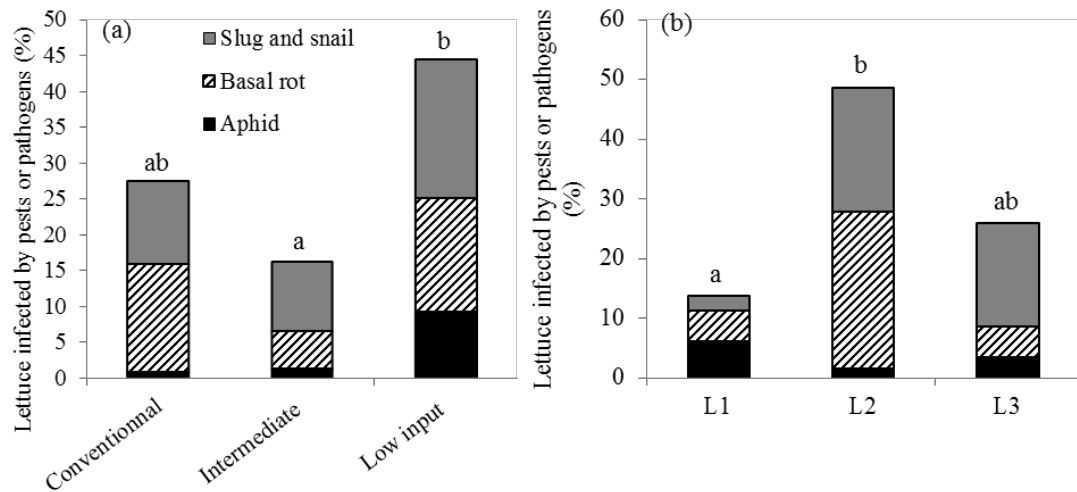 (a)
Slug and snail
Basal rot
Aphid
Lettuce infected by pests or pathogens (%)
50
45
40
35
30
25
20
15
10
5
0
ab
a
b
Conventionnal
Intermediate
Low input
(b)
Lettuce infected by pests or pathogens
(%)
60
50
40
30
20
10
0
a
b
ab
L1
L2
L3